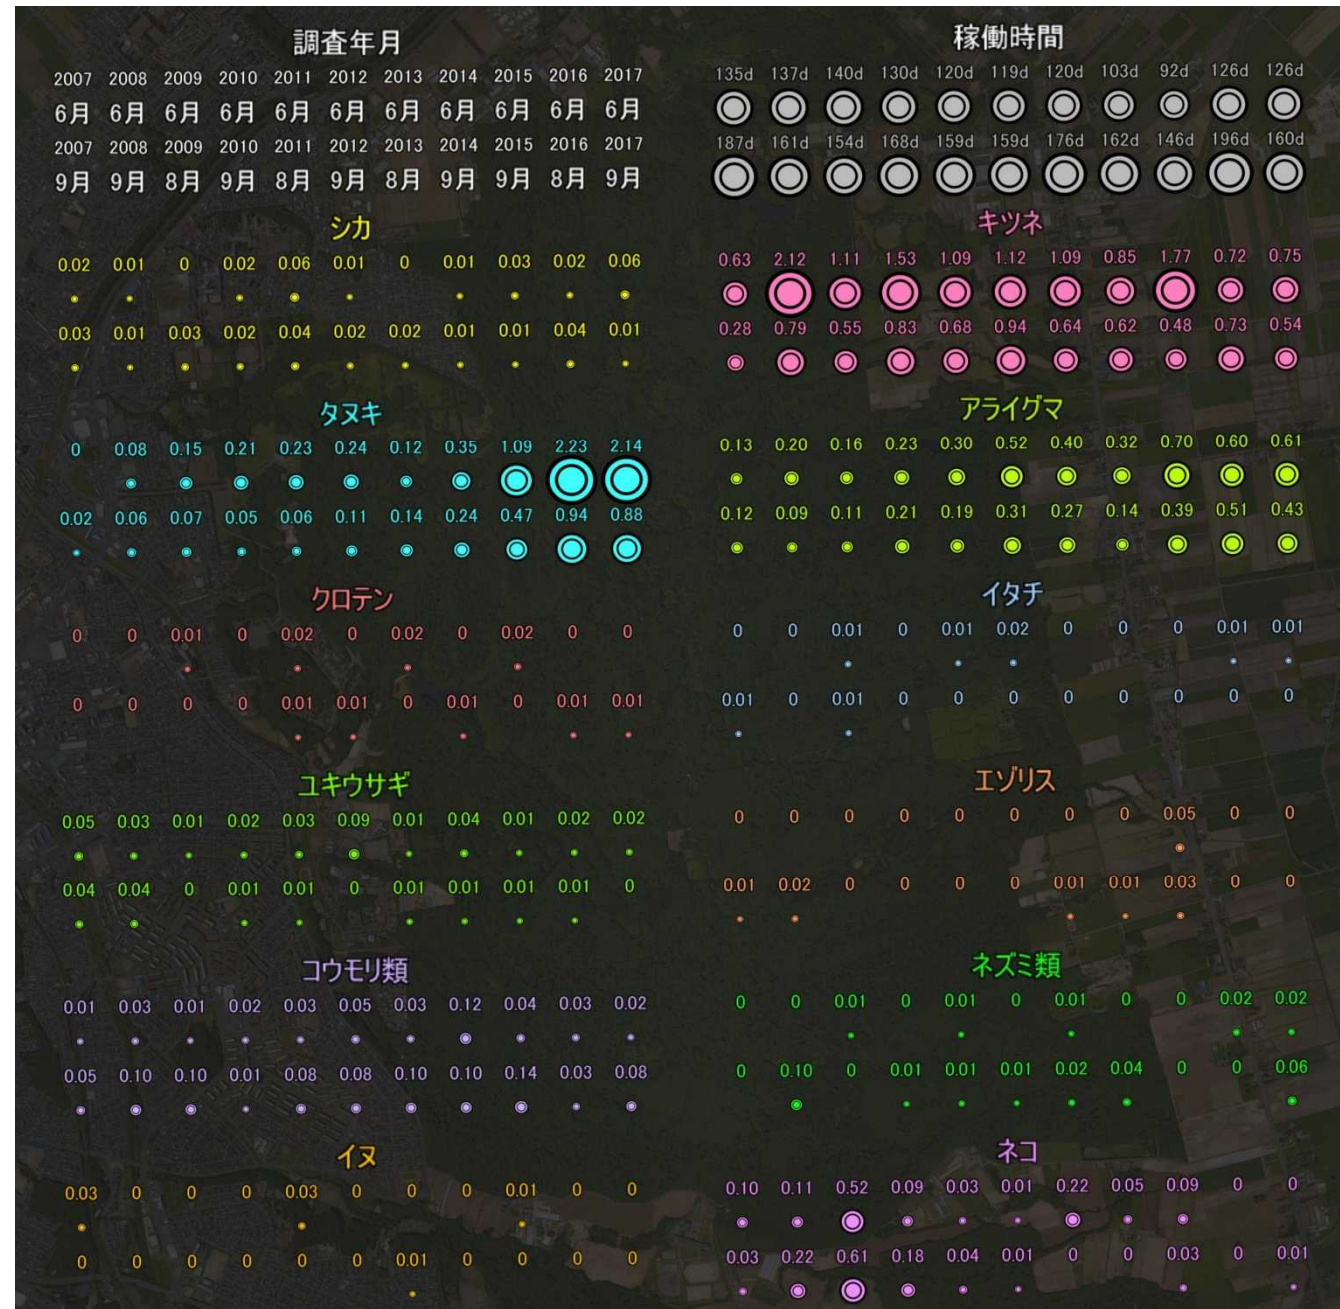 調査年月
2007 2008 2009 2010 2011 2012 2013 2014 2015 2016 2017
6月 6月 6月 6月 6月 6月 6月 6月 6月 6月 6月
2007 2008 2009 2010 2011 2012 2013 2014 2015 2016 2017
9月 9月 8月 9月 8月 9月 8月 9月 9月 8月 9月
稼働時間
135d 137d 140d 130d 120d 119d 120d 103d 92d 126d 126d
187d 161d 154d 168d 159d 159d 176d 162d 146d 196d 160d
シカ
0.02 0.01 0 0.02 0.06 0.01 0 0.01 0.03 0.02 0.06
0.03 0.01 0.03 0.02 0.04 0.02 0.02 0.01 0.01 0.04 0.01
キツネ
0.63 2.12 1.11 1.53 1.09 1.12 1.09 0.85 1.77 0.72 0.75
0.28 0.79 0.55 0.83 0.68 0.94 0.64 0.62 0.48 0.73 0.54
タヌキ
0 0.08 0.15 0.21 0.23 0.24 0.12 0.35 1.09 2.23 2.14
0.02 0.06 0.07 0.05 0.06 0.11 0.14 0.24 0.47 0.94 0.88
アライグマ
0.13 0.20 0.16 0.23 0.30 0.52 0.40 0.32 0.70 0.60 0.61
0.12 0.09 0.11 0.21 0.19 0.31 0.27 0.14 0.39 0.51 0.43
クロテン
0 0 0.01 0 0.02 0 0.02 0 0.02 0 0
0 0 0 0 0.01 0.01 0 0.01 0 0.01 0.01
イタチ
0 0 0.01 0 0.01 0.02 0 0 0 0.01 0.01
0.01 0 0.01 0 0 0 0 0 0 0 0
ユキウサギ
0.05 0.03 0.01 0.02 0.03 0.09 0.01 0.04 0.01 0.02 0.02
0.04 0.04 0 0.01 0.01 0 0.01 0.01 0.01 0.01 0
エゾリス
0 0 0 0 0 0 0 0 0.05 0 0
0.01 0.02 0 0 0 0 0.01 0.01 0.03 0 0
コウモリ類
0.01 0.03 0.01 0.02 0.03 0.05 0.03 0.12 0.04 0.03 0.02
0.05 0.10 0.10 0.01 0.08 0.08 0.10 0.10 0.14 0.03 0.08
ネズミ類
0 0 0.01 0 0.01 0 0.01 0 0 0.02 0.02
0 0.10 0 0.01 0.01 0.01 0.02 0.04 0 0 0.06
イヌ
0.03 0 0 0 0.03 0 0 0 0.01 0 0
0 0 0 0 0 0 0.01 0 0 0 0
ネコ
0.10 0.11 0.52 0.09 0.03 0.01 0.22 0.05 0.09 0 0
0.03 0.22 0.61 0.18 0.04 0.01 0 0 0.03 0 0.01